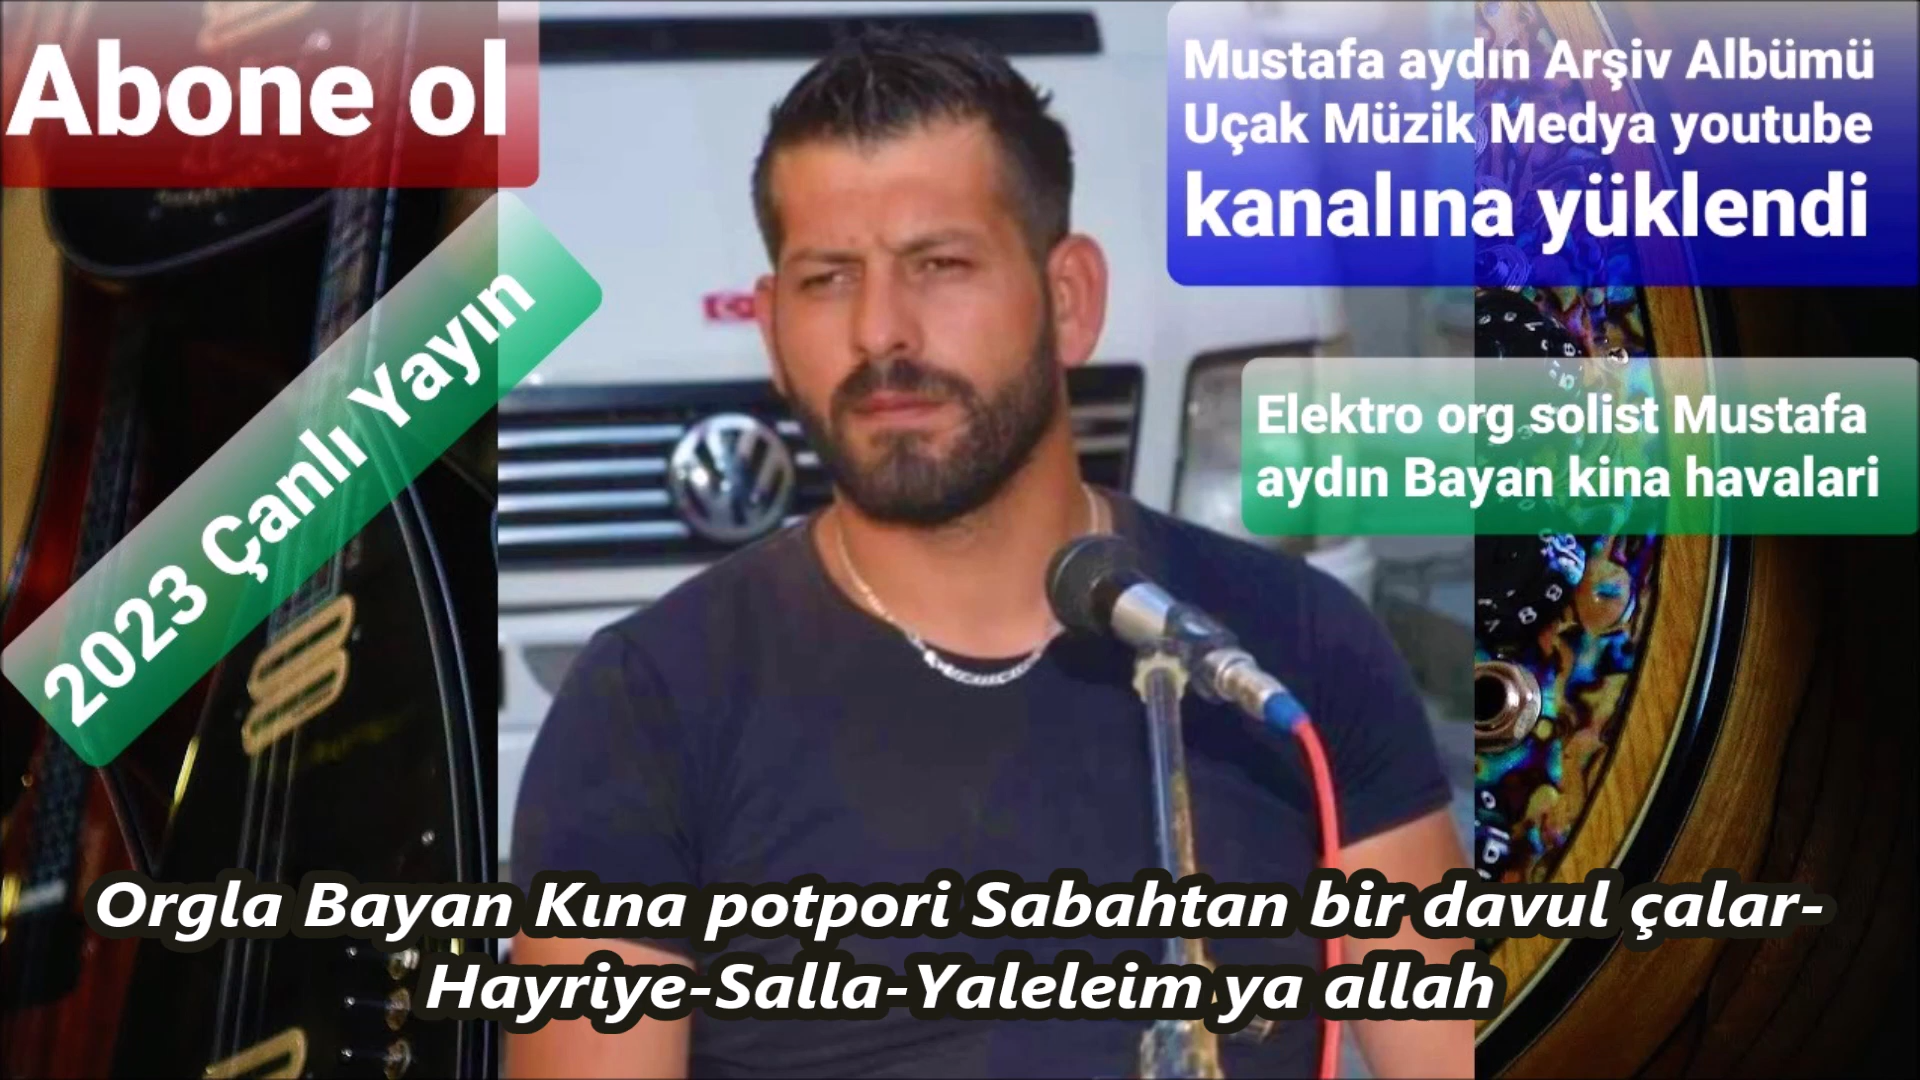 Abone ol
Mustafa aydın Arşiv Albümü
Uçak Müzik Medya youtube
kanalına yüklendi
2023 Çanlı Yayın
Elektro org solist Mustafa
aydın Bayan kina havalari
Orgla Bayan Kına potpori Sabahtan bir davul çalar-
Hayriye-Salla-Yaleleim ya allah